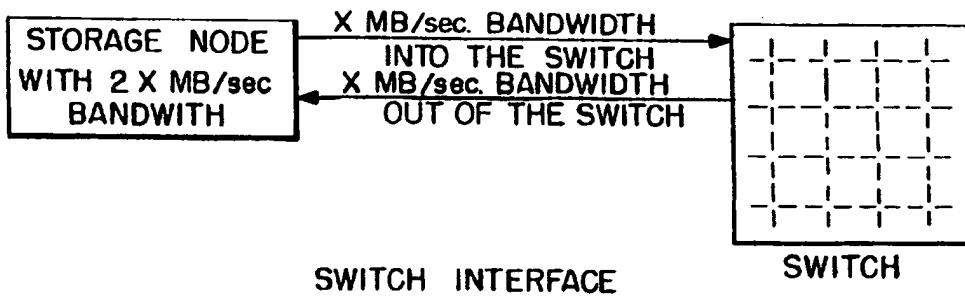 STORAGE NODE
WITH 2 X MB/sec
BANDWITH
X MB/sec. BANDWIDTH
INTO THE SWITCH
X MB/sec. BANDWIDTH
OUT OF THE SWITCH
SWITCH
SWITCH INTERFACE